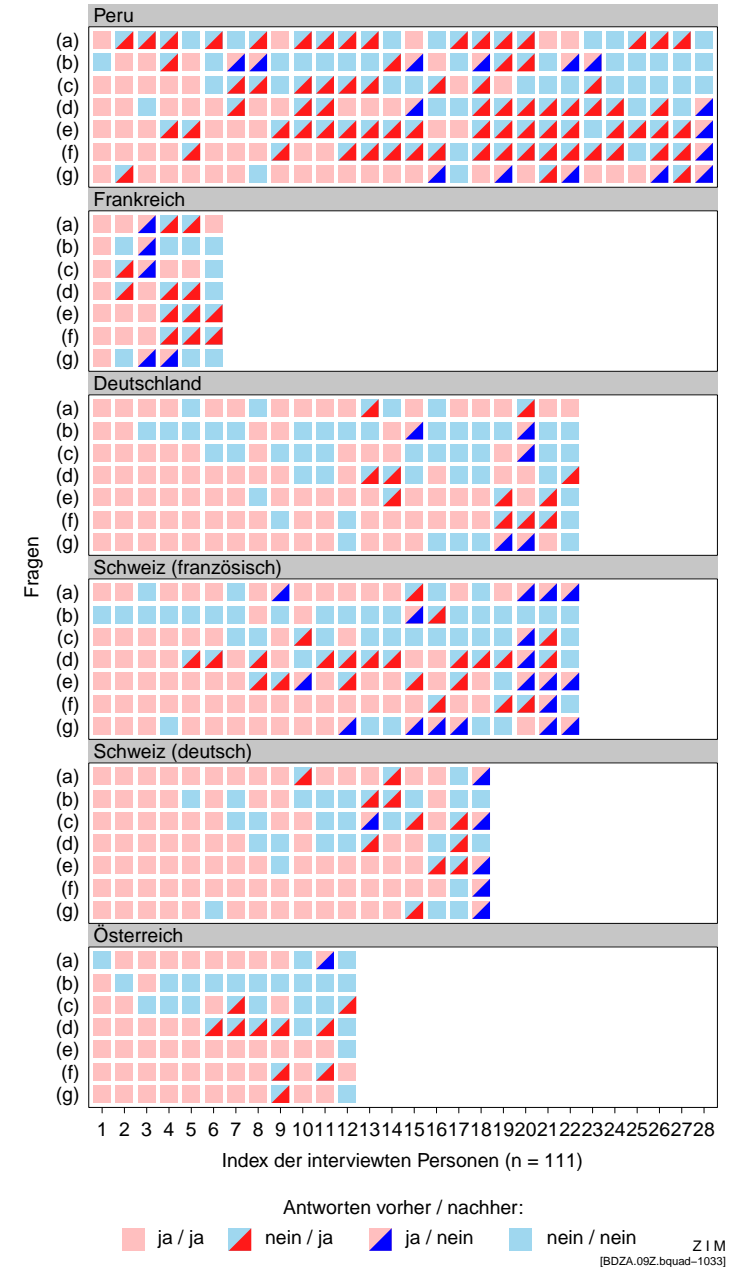 Peru
(a)
(b)
(c)
(d)
(e)
(f)
(g)
Frankreich
(a)
(b)
(c)
(d)
(e)
(f)
(g)
Deutschland
(a)
(b)
(c)
(d)
(e)
(f)
(g)
Fragen
Schweiz (französisch)
(a)
(b)
(c)
(d)
(e)
(f)
(g)
Schweiz (deutsch)
(a)
(b)
(c)
(d)
(e)
(f)
(g)
Österreich
(a)
(b)
(c)
(d)
(e)
(f)
(g)
1 2 3 4 5 6 7 8 9 10 11 12 13 14 15 16 17 18 19 20 21 22 23 24 25 26 27 28
Index der interviewten Personen (n = 111)
Antworten vorher / nachher:
ja / ja nein / ja ja / nein nein / nein
Z I M
[BDZA.09Z.bquad−1033]